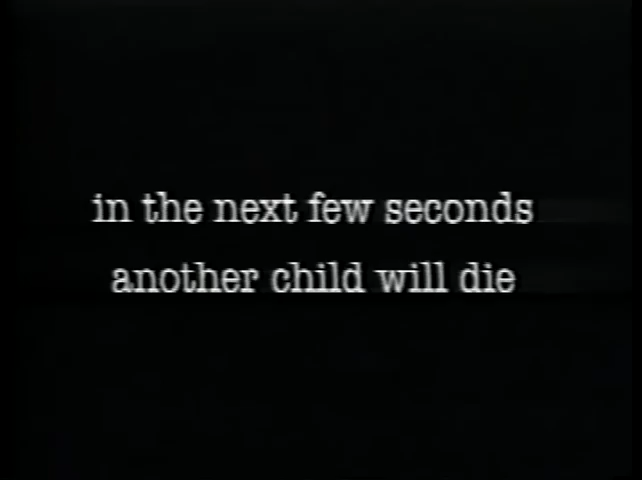 in the next few seconds
another child will die